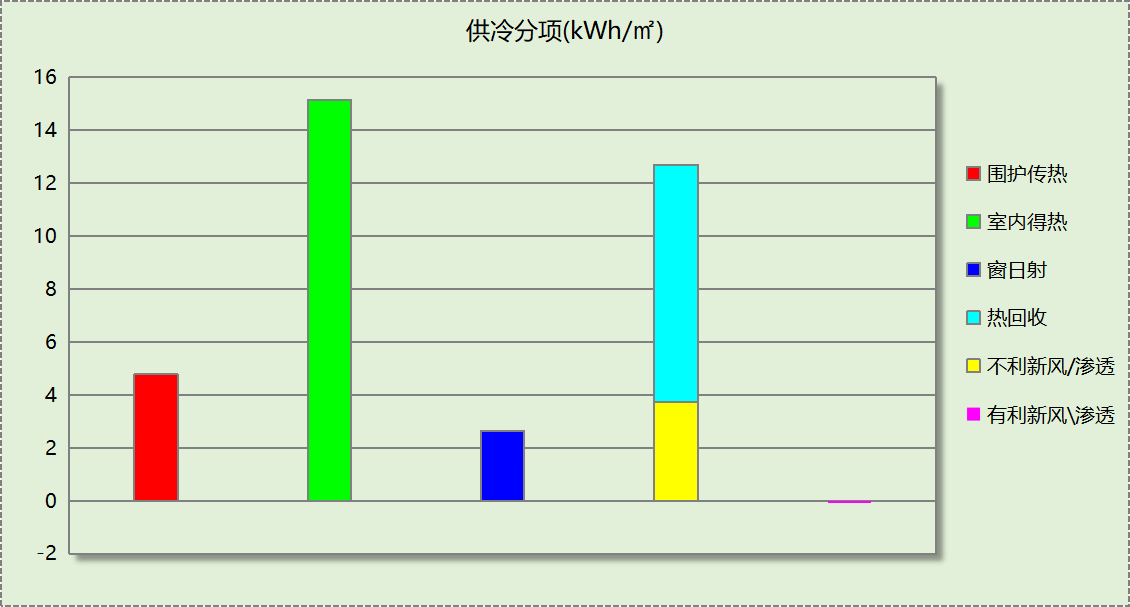 供冷分项(kWh/㎡)
16
14
12
10
8
6
4
2
0
-2
围护传热
室内得热
窗日射
热回收
不利新风/渗透
有利新风\渗透